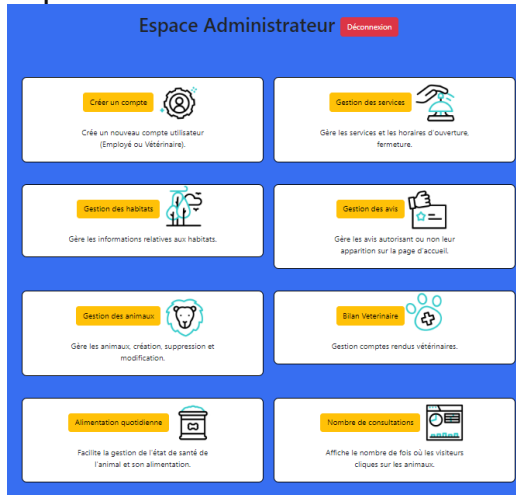 Espace Administrateur Déconnexion
Créer un compte
Crée un nouveau compte utilisateur
(Employé ou Vétérinaire).
Gestion des services
Gère les services et les horaires d'ouverture,
fermeture.
Gestion des habitats
Gère les informations relatives aux habitats.
Gestion des avis
Gère les avis autorisant ou non leur
apparition sur la page d'accueil.
Gestion des animaux
Gère les animaux, création, suppression et
modification.
Bilan Veterinaire
Gestion comptes rendus vétérinaires.
Alimentation quotidienne
Facilite la gestion de l'état de santé de
l'animal et son alimentation.
Nombre de consultations
Affiche le nombre de fois où les visiteurs
cliques sur les animaux.